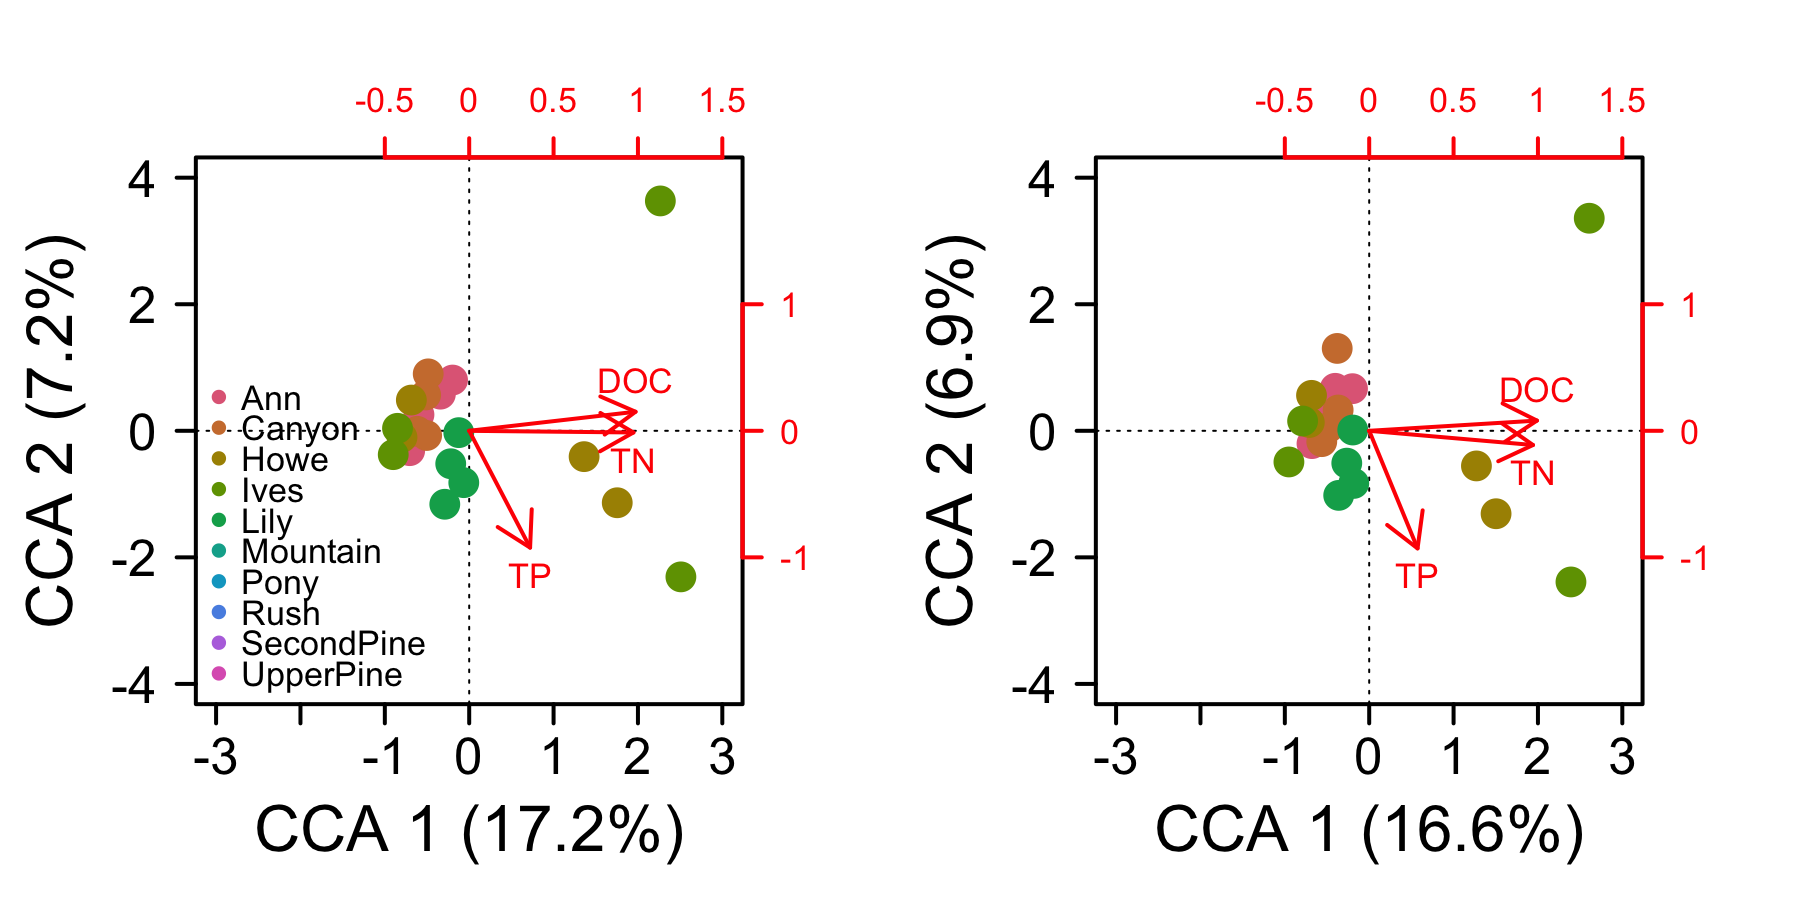 -0.5 0 0.5 1 1.5
4
2
0
-2
-4
CCA 2 (7.2%)
1
0
-1
DOC
TN
TP
Ann
Canyon
Howe
Ives
Lily
Mountain
Pony
Rush
SecondPine
UpperPine
-3 -1 0 1 2 3
CCA 1 (17.2%)
-0.5 0 0.5 1 1.5
4
2
0
-2
-4
CCA 2 (6.9%)
1
0
-1
DOC
TN
TP
-3 -1 0 1 2 3
CCA 1 (16.6%)